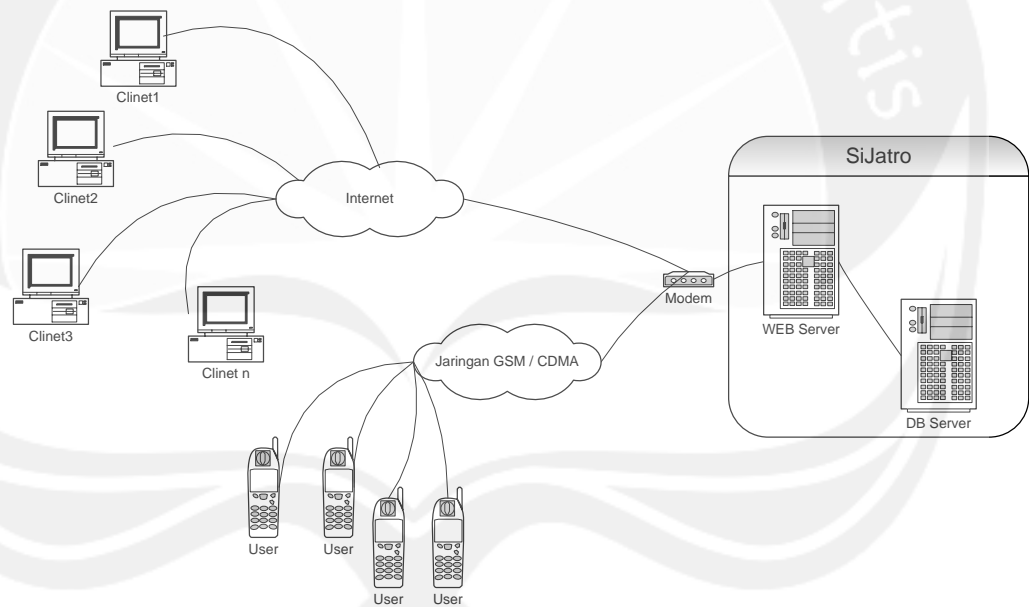 Clinet1
Clinet2
Clinet3
Clinet n
Internet
Jaringan GSM / CDMA
User
User
User
User
Modem
SiJatro
WEB Server
DB Server